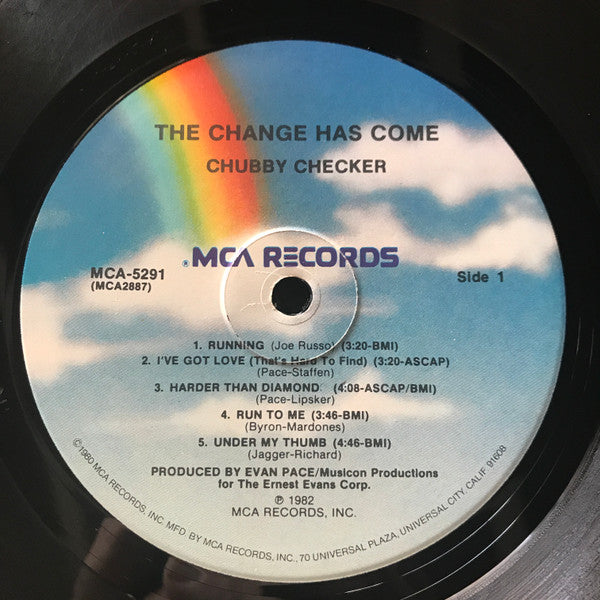 THE CHANGE HAS COME
CHUBBY CHECKER
® MCA RECORDS
MCA-5291
(MCA2887)
Side 1
1. RUNNING (Joe Russo) (3:20-BMI)
2. I'VE GOT LOVE (That's Hard To Find) (3:20-ASCAP)
(Pace-Staffen)
3. HARDER THAN DIAMOND (4:08-ASCAP/BMI)
(Pace-Lipsker)
4. RUN TO ME (3:46-BMI)
(Byron-Mardones)
5. UNDER MY THUMB (4:46-BMI)
(Jagger-Richard)
PRODUCED BY EVAN PACE/Musicon Productions
for The Ernest Evans Corp.
℗ 1982
MCA RECORDS, INC.
©1980 MCA RECORDS, INC. MFD. BY MCA RECORDS, INC., 70 UNIVERSAL PLAZA, UNIVERSAL CITY, CALIF. 91608